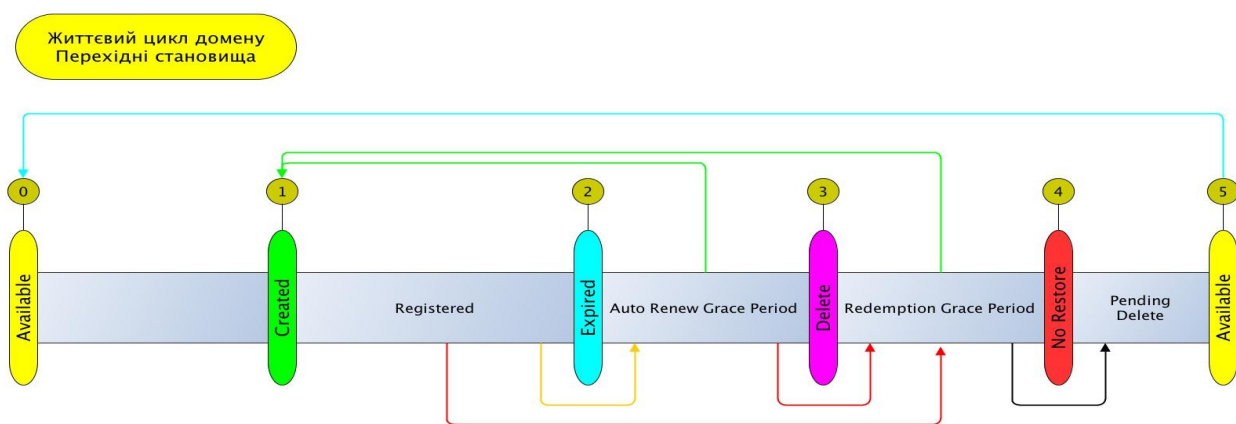 Життєвий цикл домену
Перехідні становища
0
1
2
3
4
5
Available
Created
Registered
Expired
Auto Renew Grace Period
Delete
Redemption Grace Period
No Restore
Pending
Delete
Available